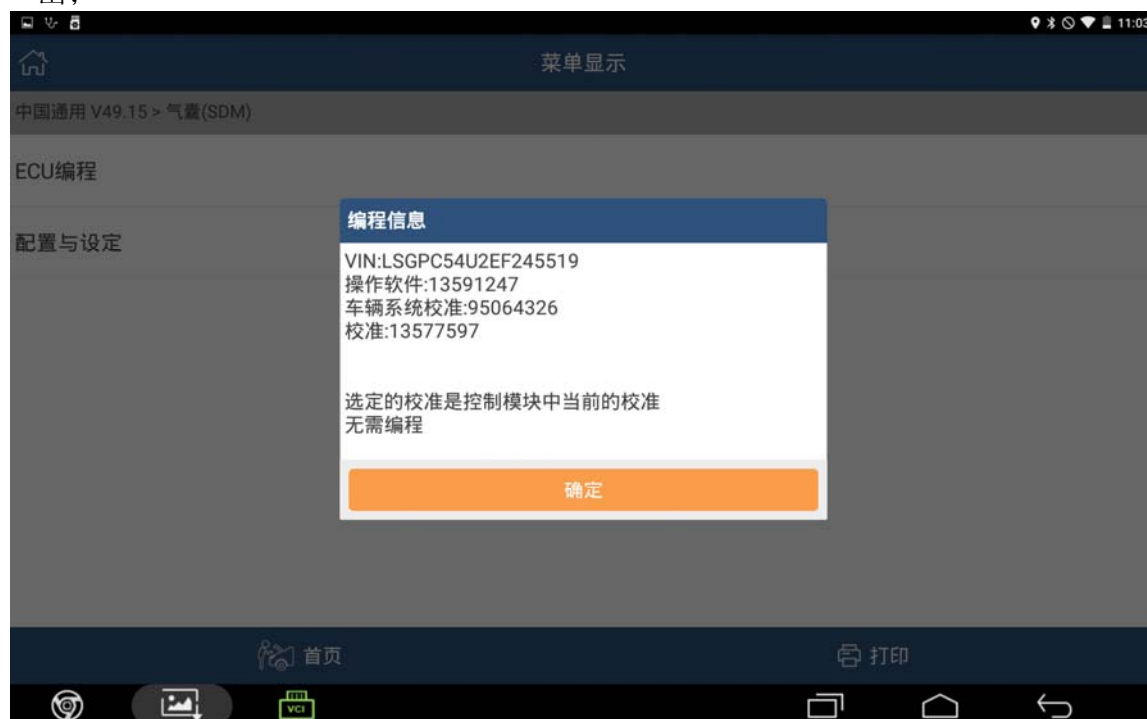 11:03
菜单显示
中国通用 V49.15 > 气囊(SDM)
ECU编程
配置与设定
编程信息
VIN:LSGPC54U2EF245519
操作软件:13591247
车辆系统校准:95064326
校准:13577597
选定的校准是控制模块中当前的校准
无需编程
确定
首页
打印
VCI